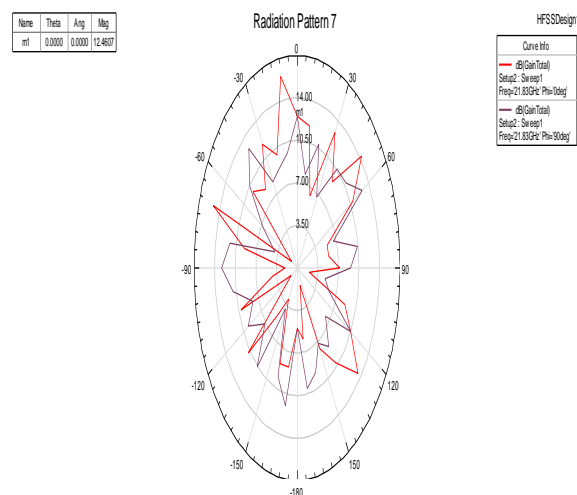 Radiation Pattern 7
HFSSDesign
Name Theta Ang Mag
m1 0.0000 0.0000 12.4607
Curve Info
dB(GainTotal)
Setup2 : Sweep1
Freq='21.83GHz' Phi='0deg'
dB(GainTotal)
Setup2 : Sweep1
Freq='21.83GHz' Phi='90deg'
0
-30
30
14.00
m1
10.50
-60
60
7.00
3.50
-90
90
-120
120
-150
150
-180